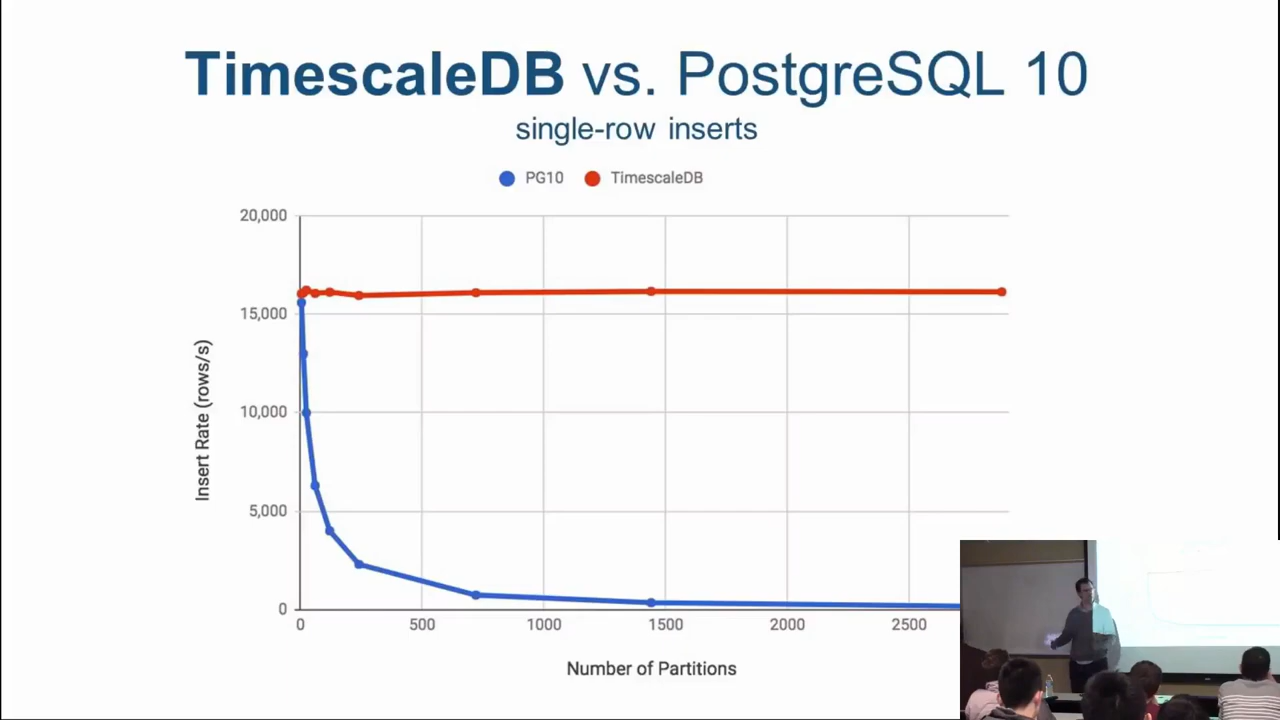 TimescaleDB vs. PostgreSQL 10
single-row inserts
PG10 TimescaleDB
20,000
15,000
10,000
5,000
0
Insert Rate (rows/s)
0 500 1000 1500 2000 2500
Number of Partitions